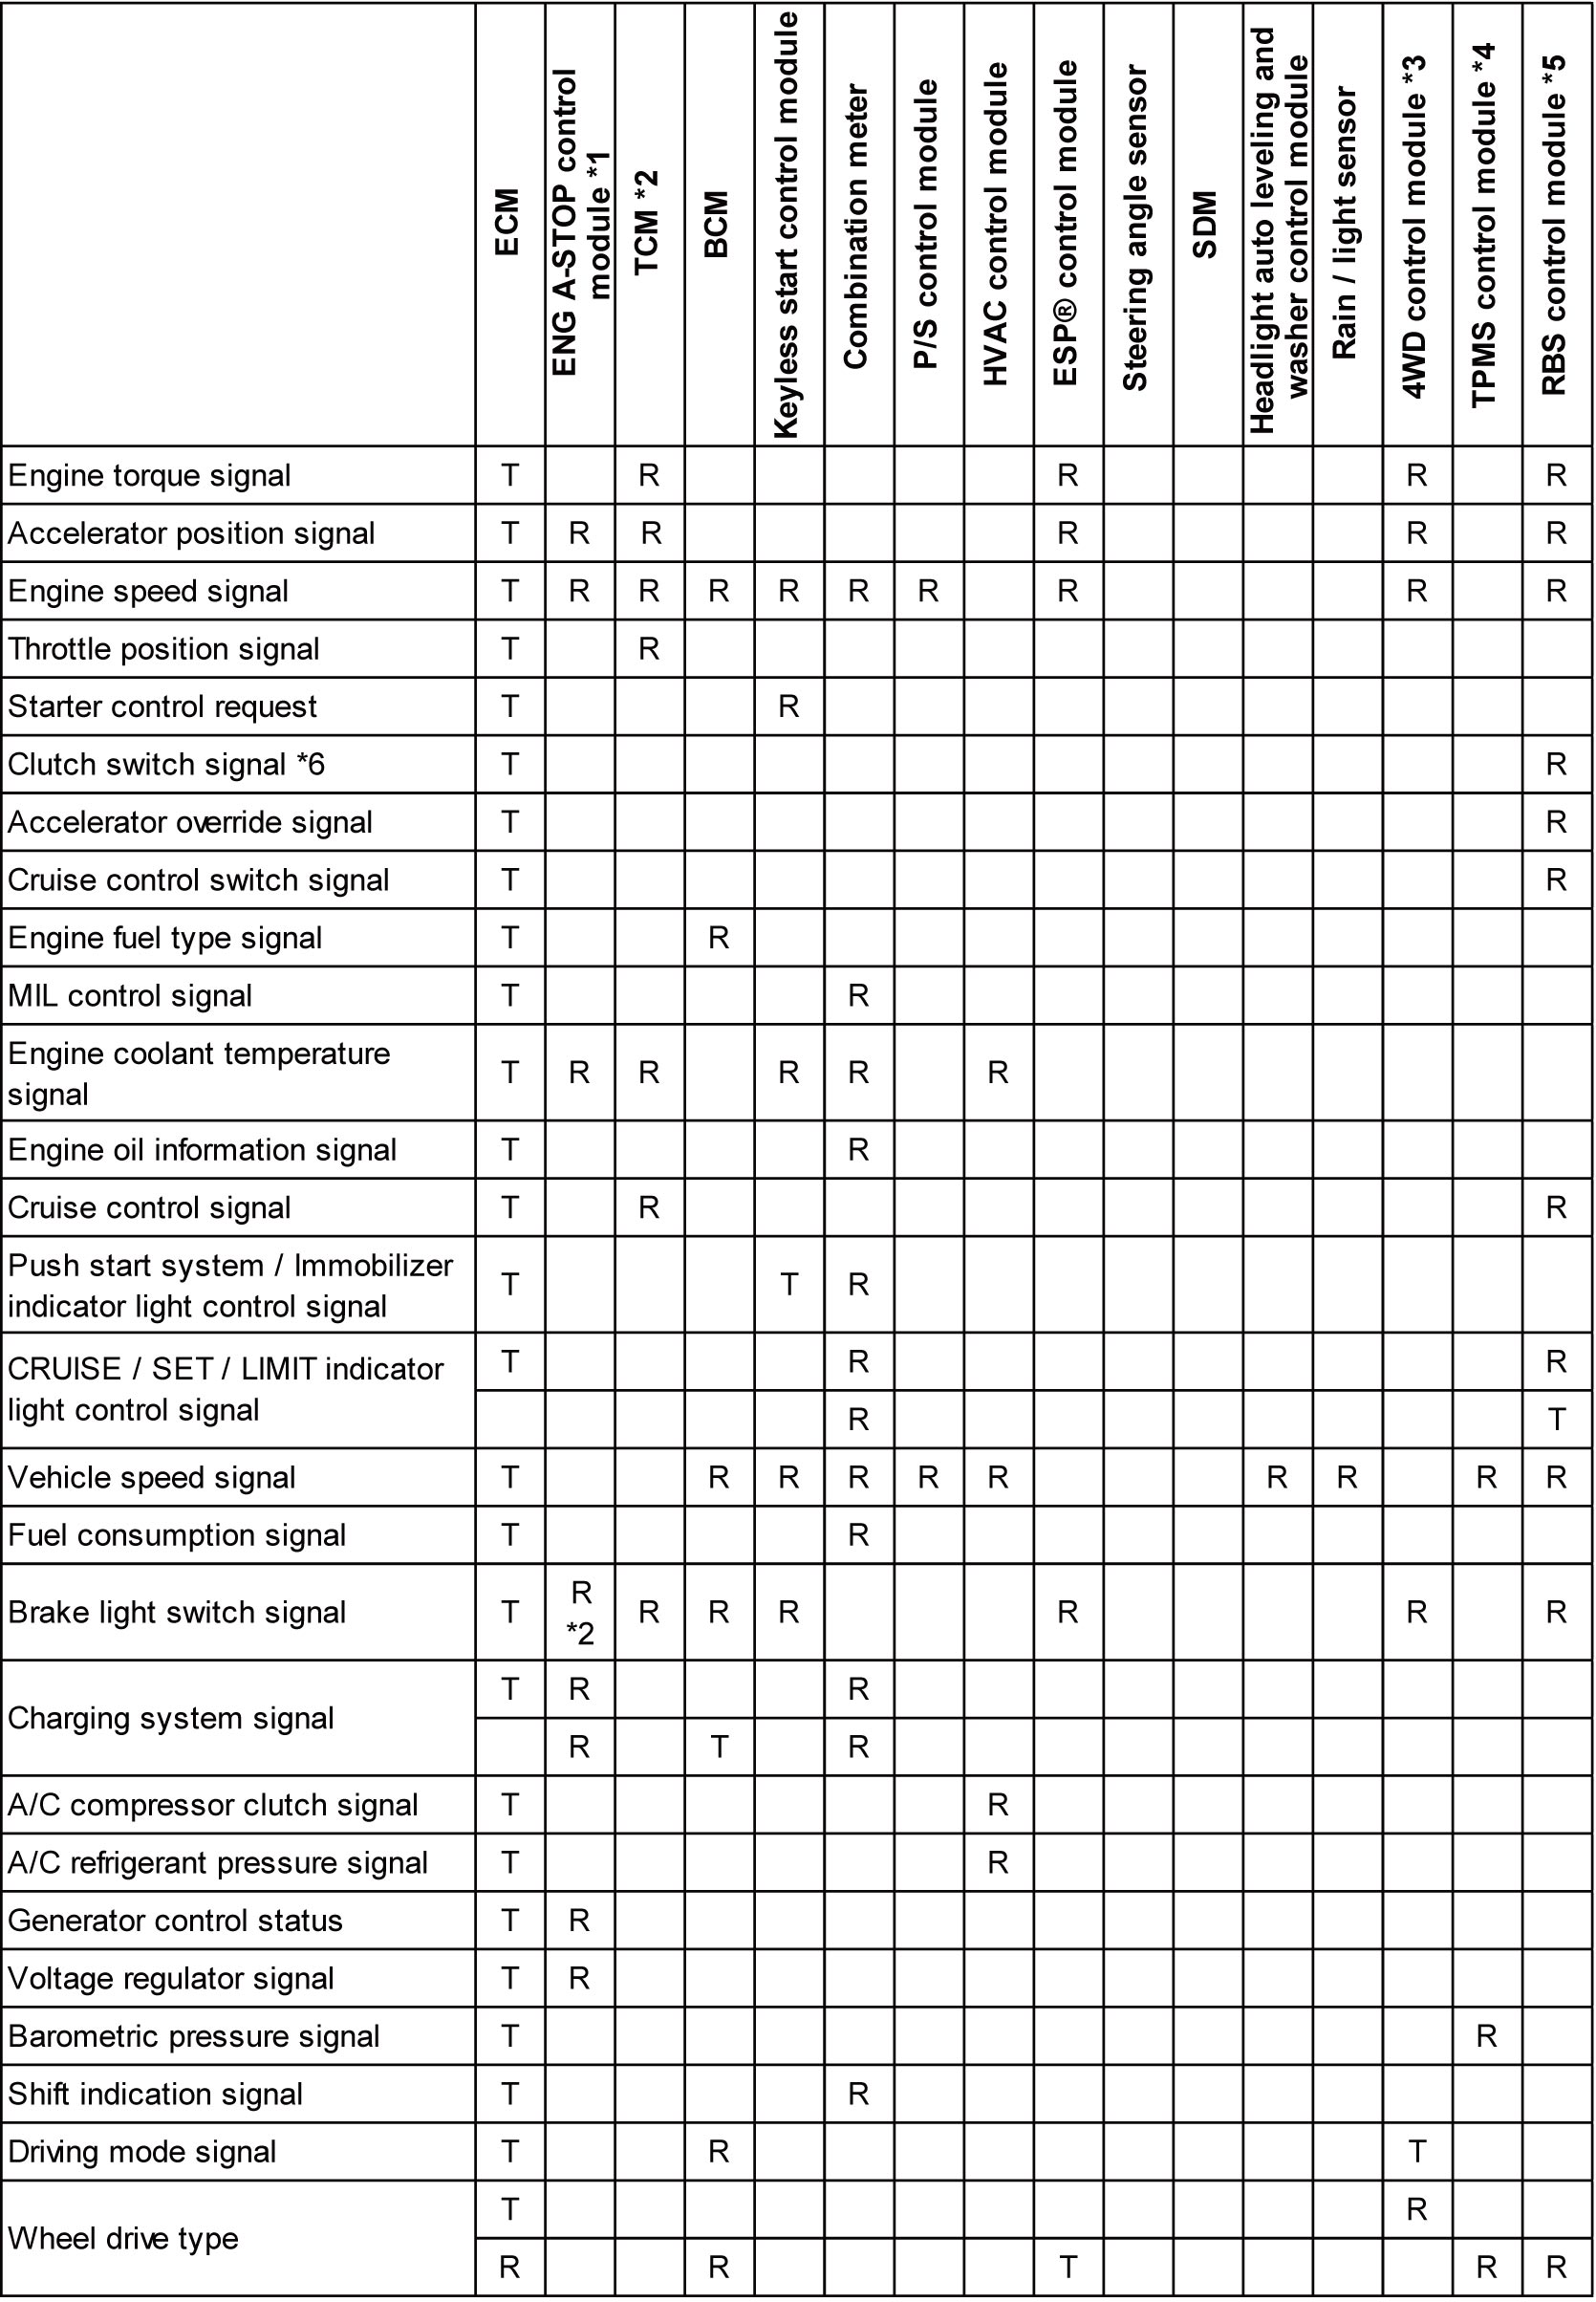 ECM
ENG A-STOP control
module *1
TCM *2
BCM
Keyless start control module
Combination meter
P/S control module
HVAC control module
ESP® control module
Steering angle sensor
SDM
Headlight auto leveling and
washer control module
Rain / light sensor
4WD control module *3
TPMS control module *4
RBS control module *5
Engine torque signal T R R R R
Accelerator position signal T R R R R R
Engine speed signal T R R R R R R R R R
Throttle position signal T R
Starter control request T R
Clutch switch signal *6 T R
Accelerator override signal T R
Cruise control switch signal T R
Engine fuel type signal T R
MIL control signal T R
Engine coolant temperature
signal
T R R R R R
Engine oil information signal T R
Cruise control signal T R R
Push start system / Immobilizer
indicator light control signal
T T R
CRUISE / SET / LIMIT indicator
light control signal
T R R
R T
Vehicle speed signal T R R R R R R R R R
Fuel consumption signal T R
Brake light switch signal T R *2 R R R R R R
Charging system signal
T R R
R T R
A/C compressor clutch signal T R
A/C refrigerant pressure signal T R
Generator control status T R
Voltage regulator signal T R
Barometric pressure signal T R
Shift indication signal T R
Driving mode signal T R T
Wheel drive type
T R
R R T R R